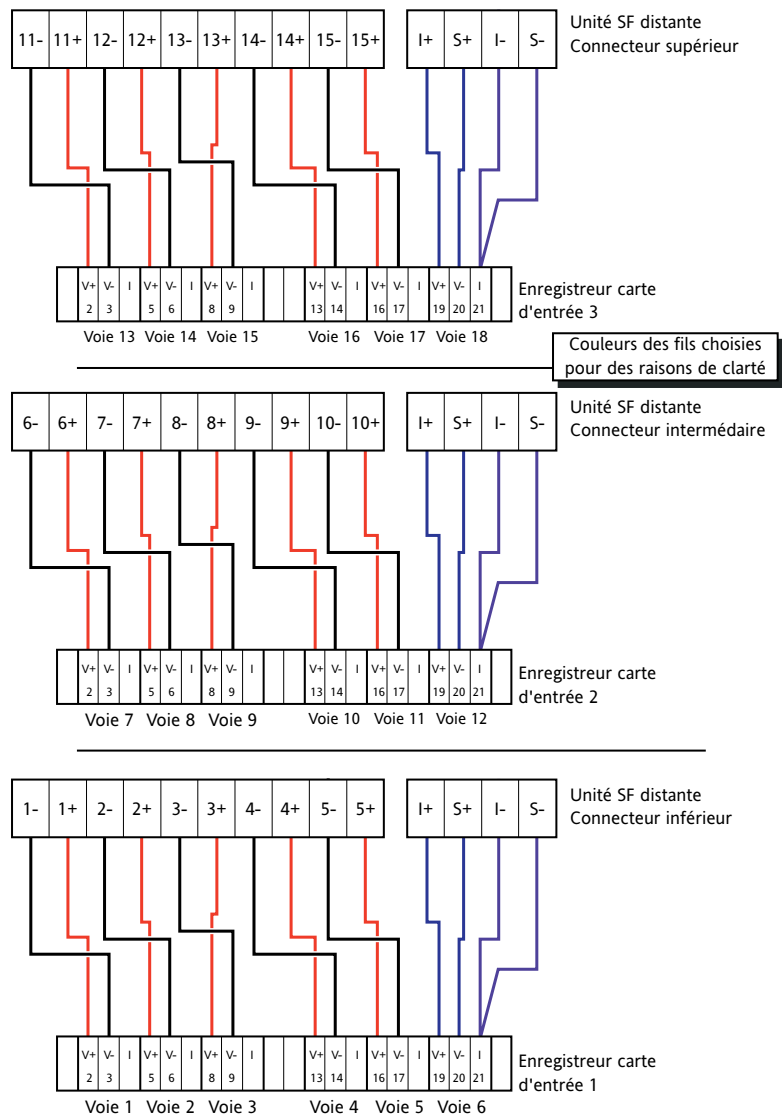 Unité SF distante
Connecteur supérieur
11- 11+ 12- 12+ 13- 13+ 14- 14+ 15- 15+ I+ S+ I- S-
V+ V- I V+ V- I V+ V- I V+ V- I V+ V- I V+ V- I
2 3 5 6 8 9 13 14 16 17 19 20 21
Enregistreur carte
d'entrée 3
Voie 13 Voie 14 Voie 15 Voie 16 Voie 17 Voie 18
Couleurs des fils choisies
pour des raisons de clarté
Unité SF distante
Connecteur intermédaire
6- 6+ 7- 7+ 8- 8+ 9- 9+ 10- 10+ I+ S+ I- S-
V+ V- I V+ V- I V+ V- I V+ V- I V+ V- I V+ V- I
2 3 5 6 8 9 13 14 16 17 19 20 21
Enregistreur carte
d'entrée 2
Voie 7 Voie 8 Voie 9 Voie 10 Voie 11 Voie 12
Unité SF distante
Connecteur inférieur
1- 1+ 2- 2+ 3- 3+ 4- 4+ 5- 5+ I+ S+ I- S-
V+ V- I V+ V- I V+ V- I V+ V- I V+ V- I V+ V- I
2 3 5 6 8 9 13 14 16 17 19 20 21
Enregistreur carte
d'entrée 1
Voie 1 Voie 2 Voie 3 Voie 4 Voie 5 Voie 6